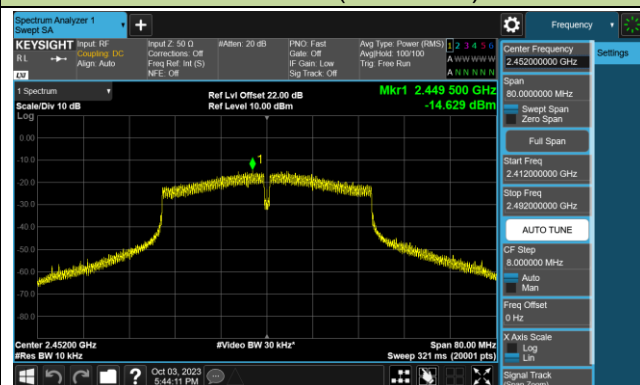 Spectrum Analyzer 1
Swept SA
+
Frequency
KEYSIGHT
Input: RF
Coupling: DC
Align: Auto
RL
Input Z: 50 Ω
Corrections: Off
Freq Ref: Int (S)
NFE: Off
#Atten: 20 dB
PNO: Fast
Gate: Off
IF Gain: Low
Sig Track: Off
Avg Type: Power (RMS)
Avg|Hold: 100/100
Trig: Free Run
1 2 3 4 5 6
A W W W W W
A N N N N N
Center Frequency
2.452000000 GHz
Settings
Span
80.0000000 MHz
Swept Span
Zero Span
Full Span
Start Freq
2.412000000 GHz
Stop Freq
2.492000000 GHz
AUTO TUNE
CF Step
8.000000 MHz
Auto
Man
Freq Offset
0 Hz
X Axis Scale
Log
Lin
Signal Track
1 Spectrum
Scale/Div 10 dB
Log
Ref Lvl Offset 22.00 dB
Ref Level 10.00 dBm
Mkr1 2.449 500 GHz
-14.629 dBm
1
0.00
-10.0
-20.0
-30.0
-40.0
-50.0
-60.0
-70.0
-80.0
Center 2.45200 GHz
#Res BW 10 kHz
#Video BW 30 kHz*
Span 80.00 MHz
Sweep 321 ms (20001 pts)
?
Oct 03, 2023
5:44:11 PM